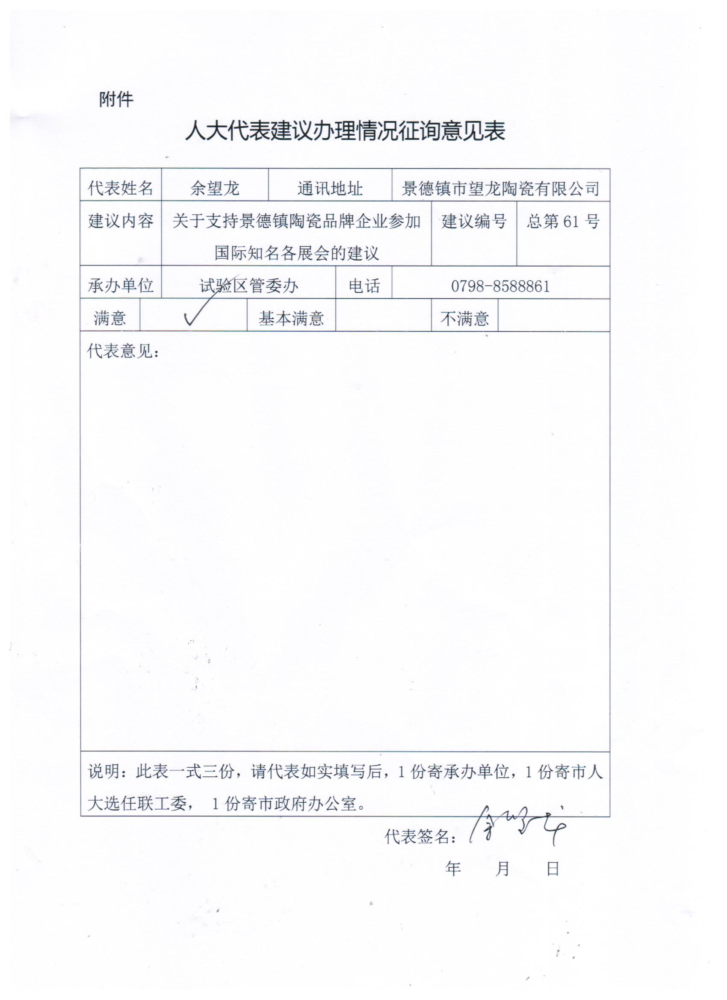 附件
人大代表建议办理情况征询意见表
代表姓名 余望龙 通讯地址 景德镇市望龙陶瓷有限公司
建议内容 关于支持景德镇陶瓷品牌企业参加 建议编号 总第 61 号
国际知名各展会的建议
承办单位 试验区管委办 电话 0798-8588861
满意 ✓ 基本满意 不满意
代表意见：
说明：此表一式三份，请代表如实填写后，1 份寄承办单位，1 份寄市人
大选任联工委， 1 份寄市政府办公室。
代表签名：余望龙
年 月 日